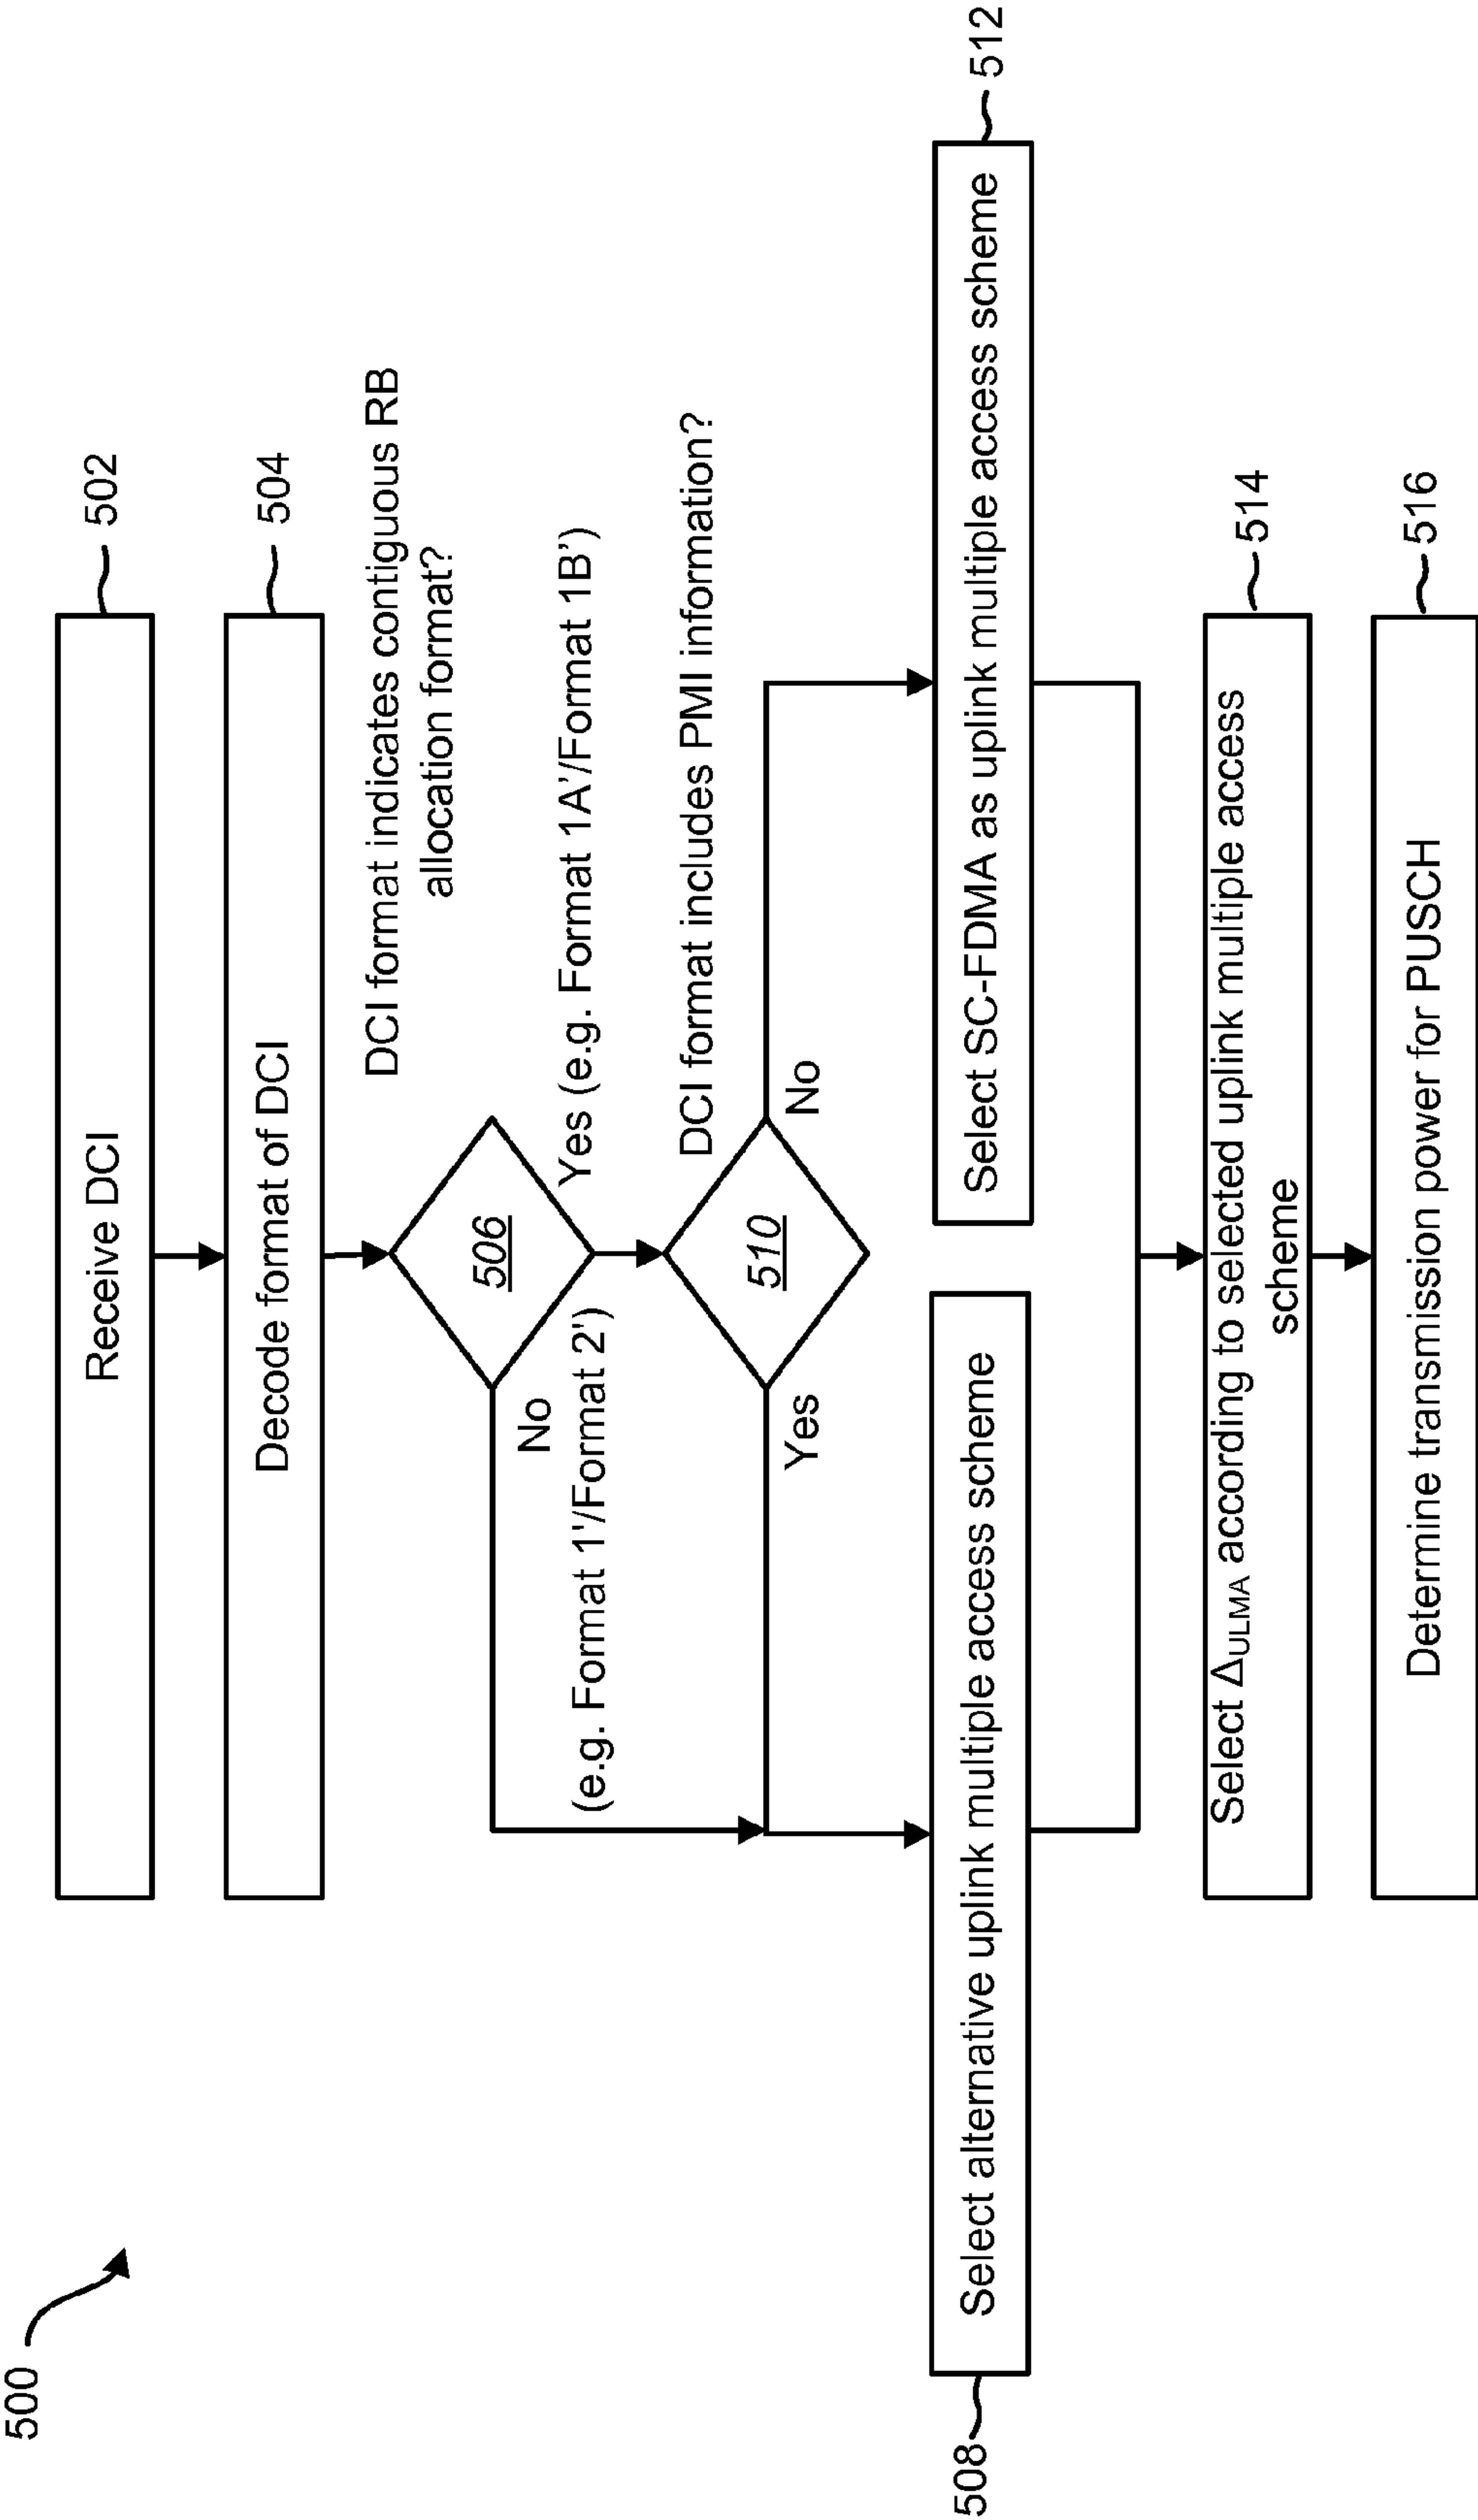 500
Receive DCI
502
Decode format of DCI
504
DCI format indicates contiguous RB
allocation format?
506
No
(e.g. Format 1'/Format 2')
Yes (e.g. Format 1A'/Format 1B')
DCI format includes PMI information?
510
Yes
No
508
Select alternative uplink multiple access scheme
Select SC-FDMA as uplink multiple access scheme
512
Select ΔULMA according to selected uplink multiple access
scheme
514
Determine transmission power for PUSCH
516